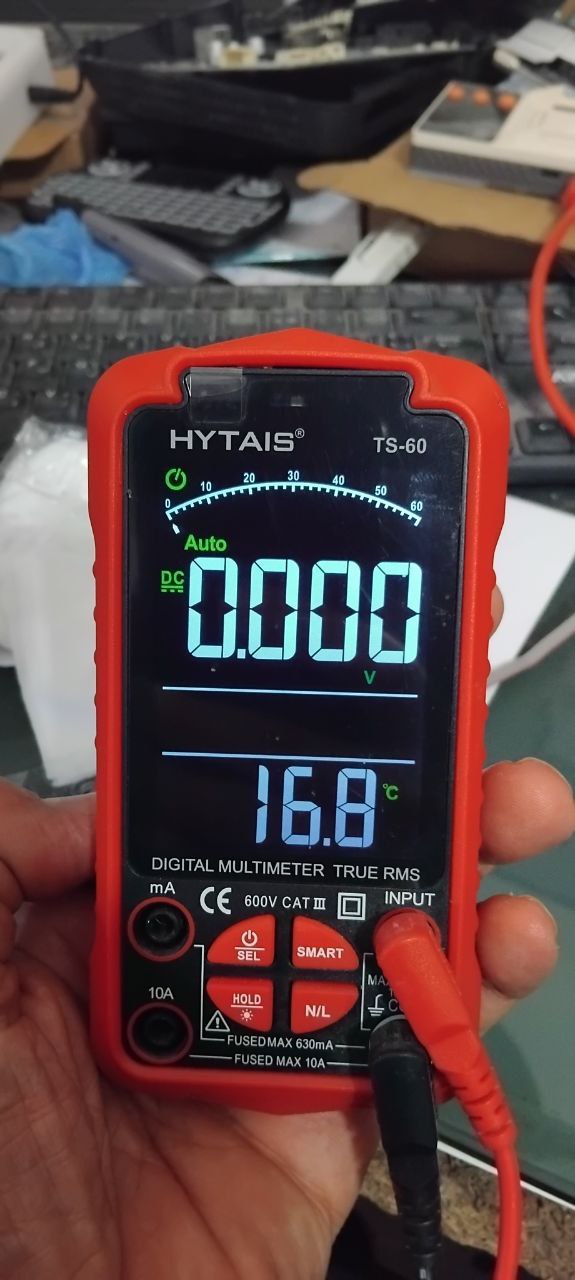 HYTAIS®
TS-60
0 10 20 30 40 50 60
Auto
DC
0.000
V
16.8 °C
DIGITAL MULTIMETER TRUE RMS
mA
CE 600V CAT III
INPUT
SEL
SMART
10A
HOLD
N/L
FUSED MAX 630mA
FUSED MAX 10A